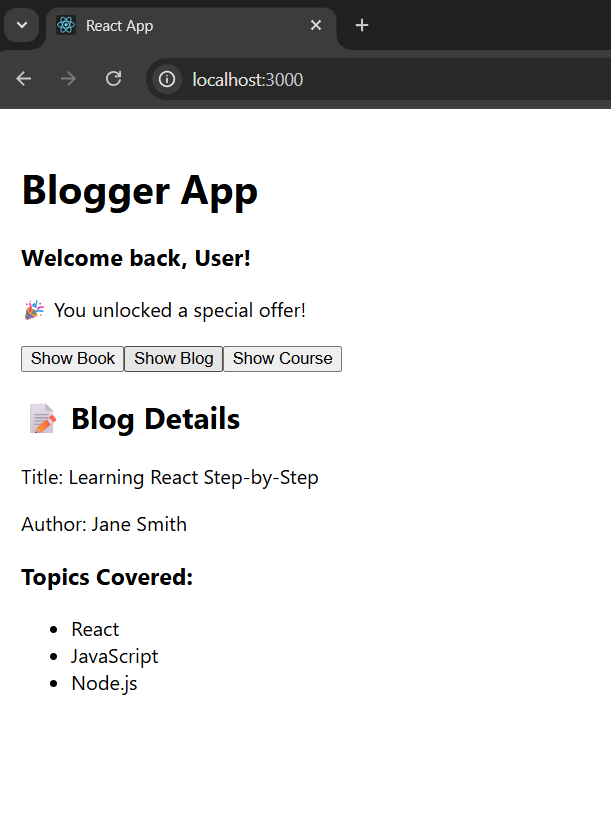 React App
localhost:3000
Blogger App
Welcome back, User!
🎉 You unlocked a special offer!
Show Book Show Blog Show Course
📝 Blog Details
Title: Learning React Step-by-Step
Author: Jane Smith
Topics Covered:
• React
• JavaScript
• Node.js